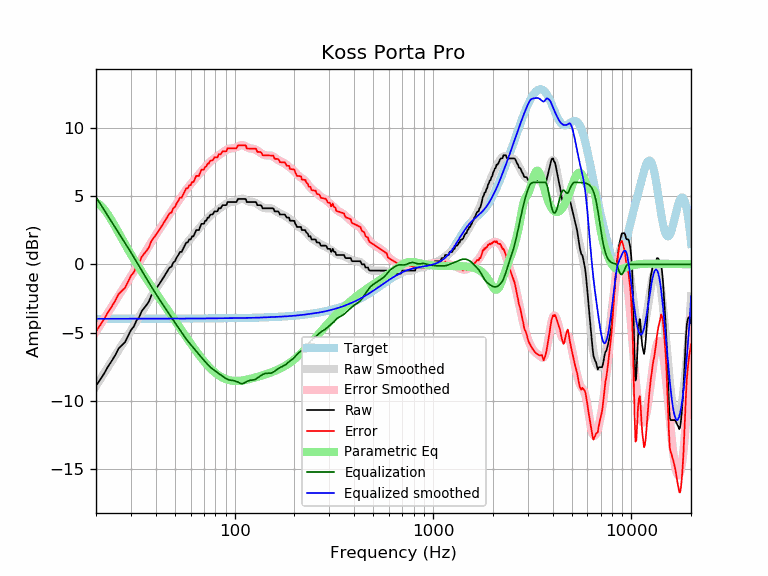 Koss Porta Pro
Amplitude (dBr)
10
5
0
−5
−10
−15
Target
Raw Smoothed
Error Smoothed
Raw
Error
Parametric Eq
Equalization
Equalized smoothed
100
1000
10000
Frequency (Hz)